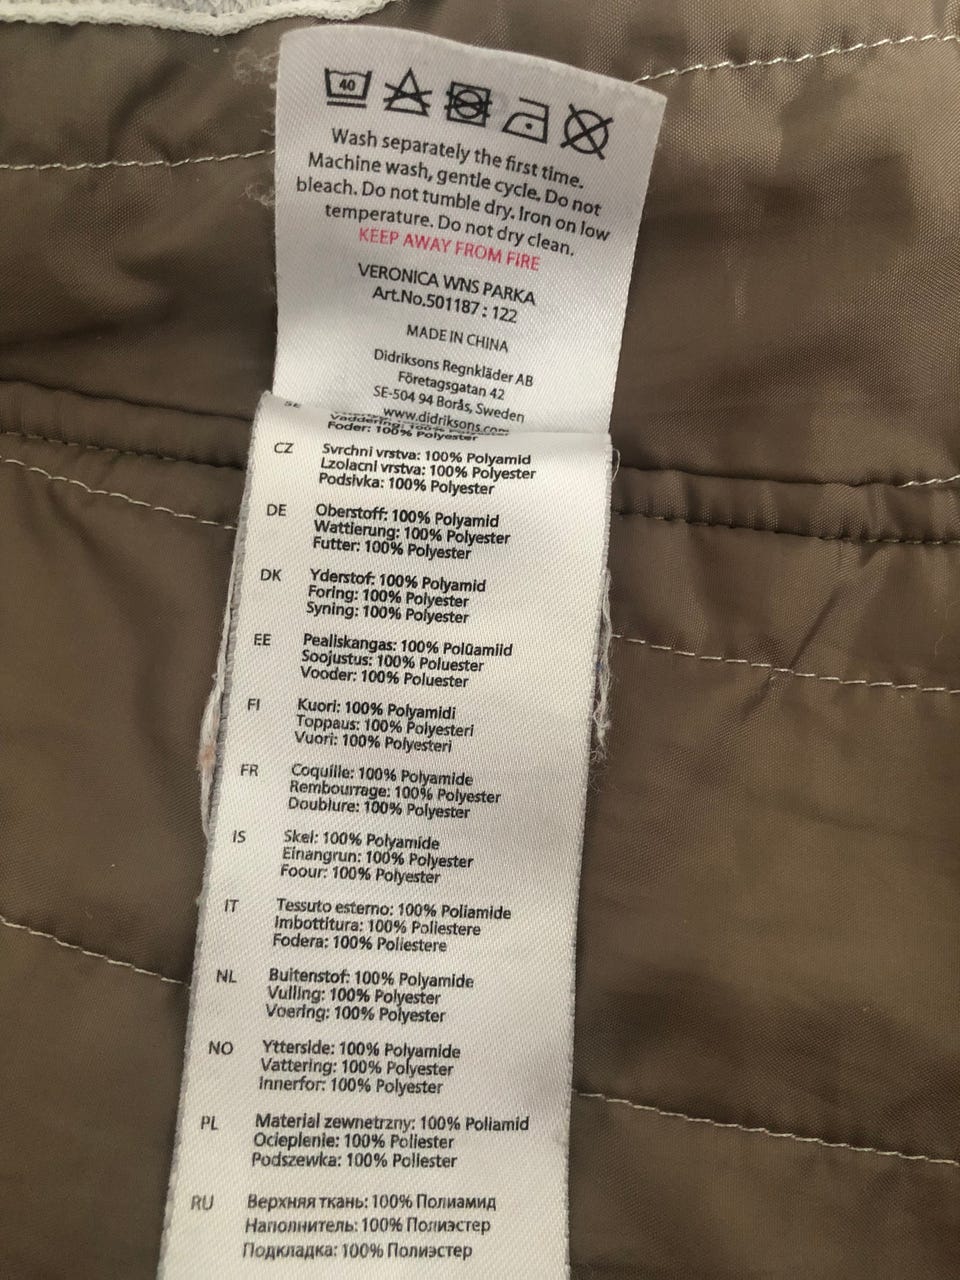 40
Wash separately the first time.
Machine wash, gentle cycle. Do not
bleach. Do not tumble dry. Iron on low
temperature. Do not dry clean.
KEEP AWAY FROM FIRE
VERONICA WNS PARKA
Art.No.501187 : 122
MADE IN CHINA
Didriksons Regnkläder AB
Företagsgatan 42
SE-504 94 Borås, Sweden
www.didriksons.com
SE
Vaddering: 100% Polyester
Foder: 100% Polyester
CZ Svrchni vrstva: 100% Polyamid
Lzolacni vrstva: 100% Polyester
Podsivka: 100% Polyester
DE Oberstoff: 100% Polyamid
Wattierung: 100% Polyester
Futter: 100% Polyester
DK Yderstof: 100% Polyamid
Foring: 100% Polyester
Syning: 100% Polyester
EE Pealiskangas: 100% Polüamiid
Soojustus: 100% Poluester
Vooder: 100% Poluester
FI Kuori: 100% Polyamidi
Toppaus: 100% Polyesteri
Vuori: 100% Polyesteri
FR Coquille: 100% Polyamide
Rembourrage: 100% Polyester
Doublure: 100% Polyester
IS Skel: 100% Polyamide
Einangrun: 100% Polyester
Foour: 100% Polyester
IT Tessuto esterno: 100% Poliamide
Imbottitura: 100% Poliestere
Fodera: 100% Poliestere
NL Buitenstof: 100% Polyamide
Vulling: 100% Polyester
Voering: 100% Polyester
NO Ytterside: 100% Polyamide
Vattering: 100% Polyester
Innerfor: 100% Polyester
PL Material zewnetrzny: 100% Poliamid
Ocieplenie: 100% Poliester
Podszewka: 100% Poliester
RU Верхняя ткань: 100% Полиамид
Наполнитель: 100% Полиэстер
Подкладка: 100% Полиэстер